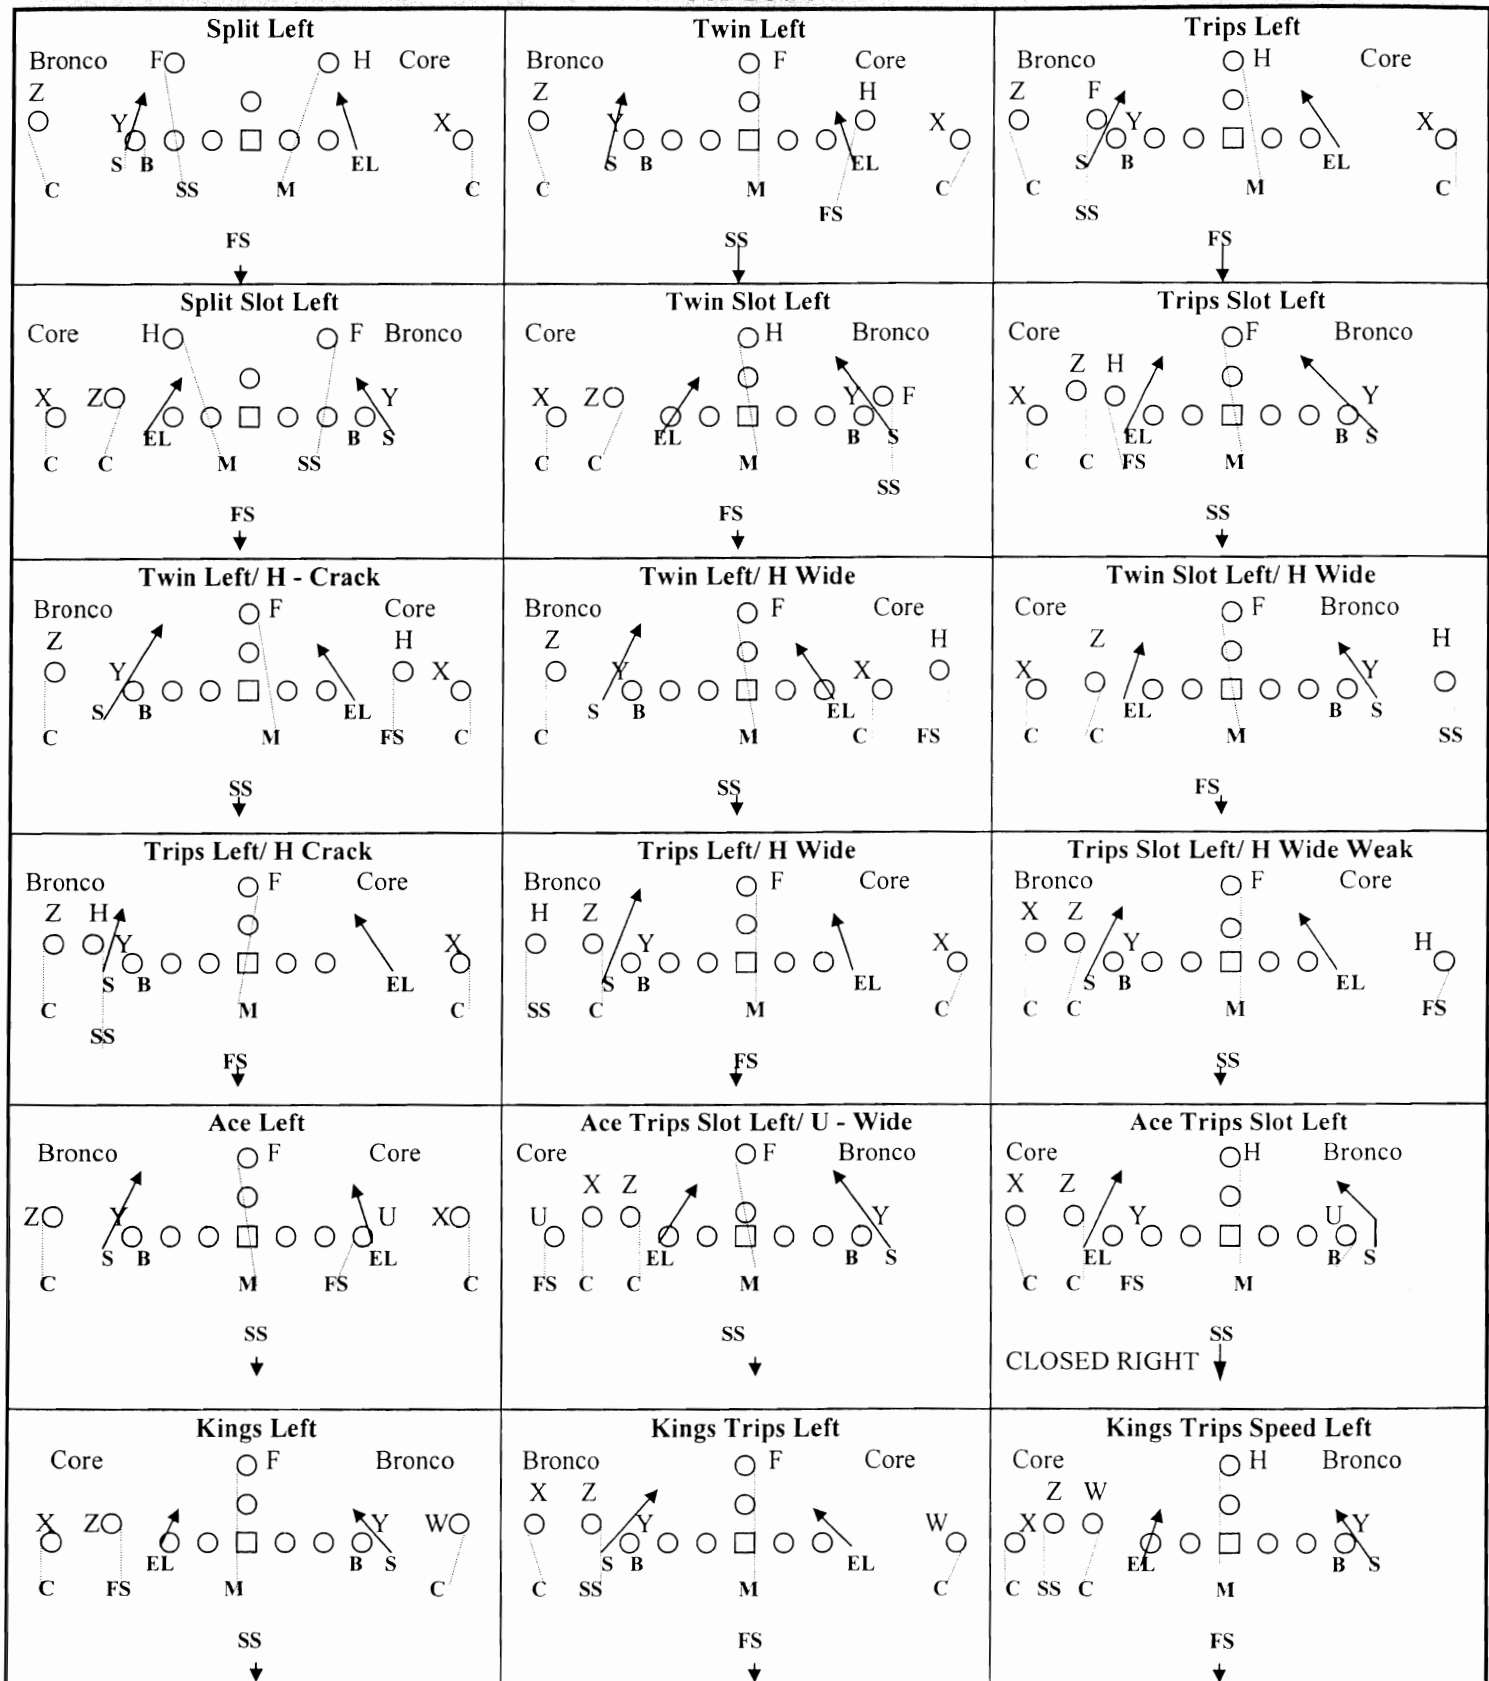 Split Left
Bronco F H Core
Z
Y X
S B EL
C SS M C
FS
Twin Left
Bronco F Core
Z H
Y X
S B EL
C M C
FS
SS
Trips Left
Bronco H Core
Z F
Y X
S B EL
C M C
SS
FS
Split Slot Left
Core H F Bronco
X Z Y
EL B S
C C M SS
FS
Twin Slot Left
Core H Bronco
X Z Y F
EL B S
C C M
SS
FS
Trips Slot Left
Core F Bronco
Z H
X Y
EL B S
C C FS M
SS
Twin Left/ H - Crack
Bronco F Core
Z H
Y X
S B EL
C M FS C
SS
Twin Left/ H Wide
Bronco F Core
Z H
Y X
S B EL
C M C FS
SS
Twin Slot Left/ H Wide
Core F Bronco
Z H
X Y
EL B S
C C M SS
FS
Trips Left/ H Crack
Bronco F Core
Z H
Y X
S B EL
C M C
SS
FS
Trips Left/ H Wide
Bronco F Core
H Z
Y X
S B EL
SS C M C
FS
Trips Slot Left/ H Wide Weak
Bronco F Core
X Z
Y H
S B EL
C C M FS
SS
Ace Left
Bronco F Core
Z Y U X
S B EL
C M FS C
SS
Ace Trips Slot Left/ U - Wide
Core F Bronco
X Z
U Y
EL B S
FS C C M
SS
Ace Trips Slot Left
Core H Bronco
X Z
Y U
EL B S
C C FS M
SS
CLOSED RIGHT
Kings Left
Core F Bronco
X Z Y W
EL B S
C FS M C
SS
Kings Trips Left
Bronco F Core
X Z
Y W
S B EL
C SS M C
FS
Kings Trips Speed Left
Core H Bronco
Z W
X Y
EL B S
C SS C M
FS